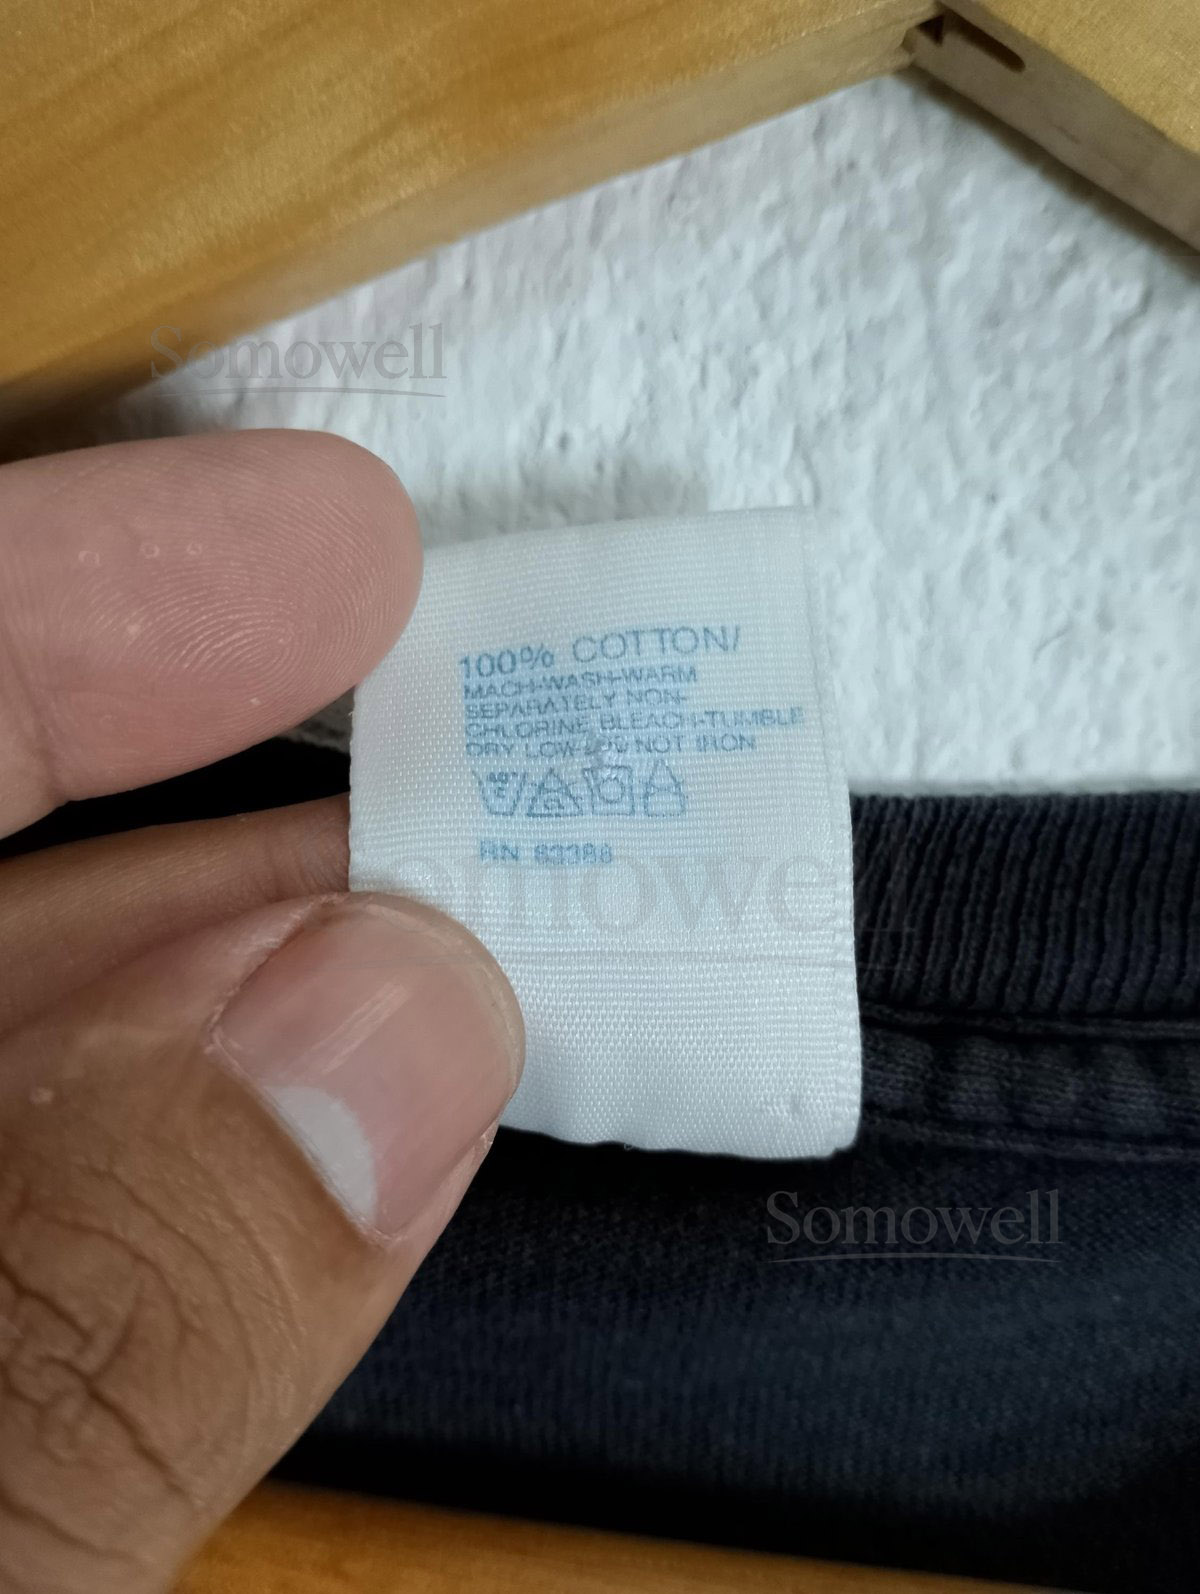 Somowell
100% COTTON/
MACH-WASH-WARM
SEPARATELY NON-
CHLORINE BLEACH-TUMBLE
DRY LOW-DO NOT IRON
RN 83388
Somowell
Somowell